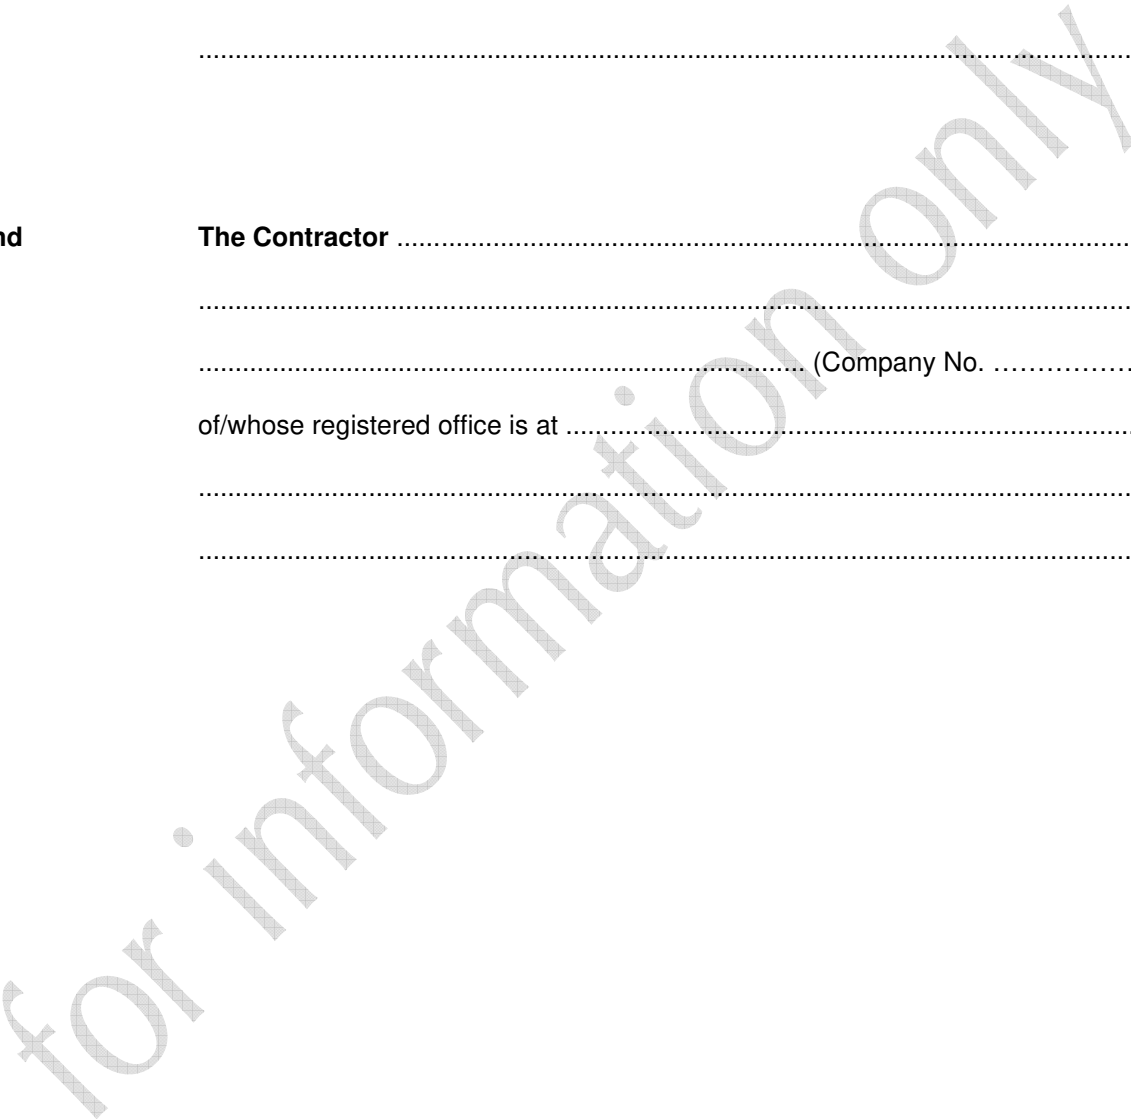 ................................................................................................................................
nd The Contractor ....................................................................................................
................................................................................................................................
.................................................................................... (Company No. ................
of/whose registered office is at .............................................................................
................................................................................................................................
................................................................................................................................
for information only